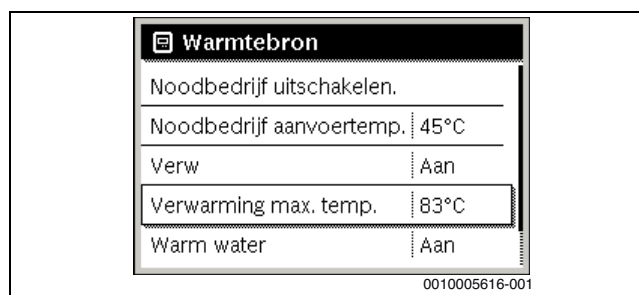 Warmtebron
Noodbedrijf uitschakelen.
Noodbedrijf aanvoertemp. 45°C
Verw Aan
Verwarming max. temp. 83°C
Warm water Aan
0010005616-001